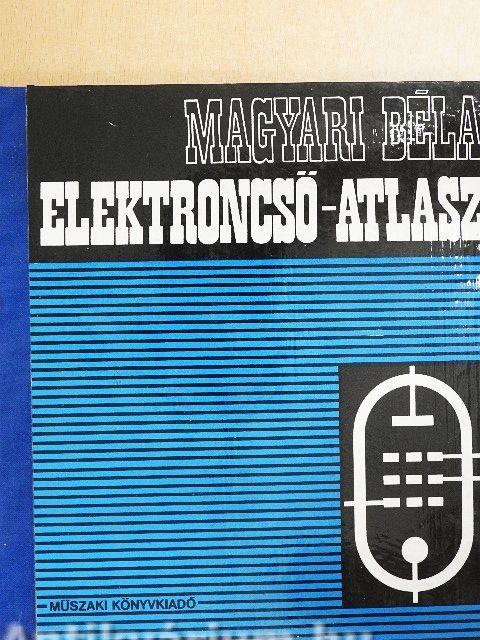 MAGYARI BÉLA
ELEKTRONCSŐ-ATLASZ
MŰSZAKI KÖNYVKIADÓ